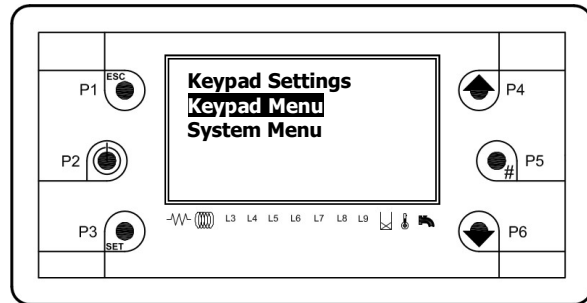 ESC
P1
P2
P3
SET
Keypad Settings
Keypad Menu
System Menu
L3 L4 L5 L6 L7 L8 L9
P4
P5
#
P6